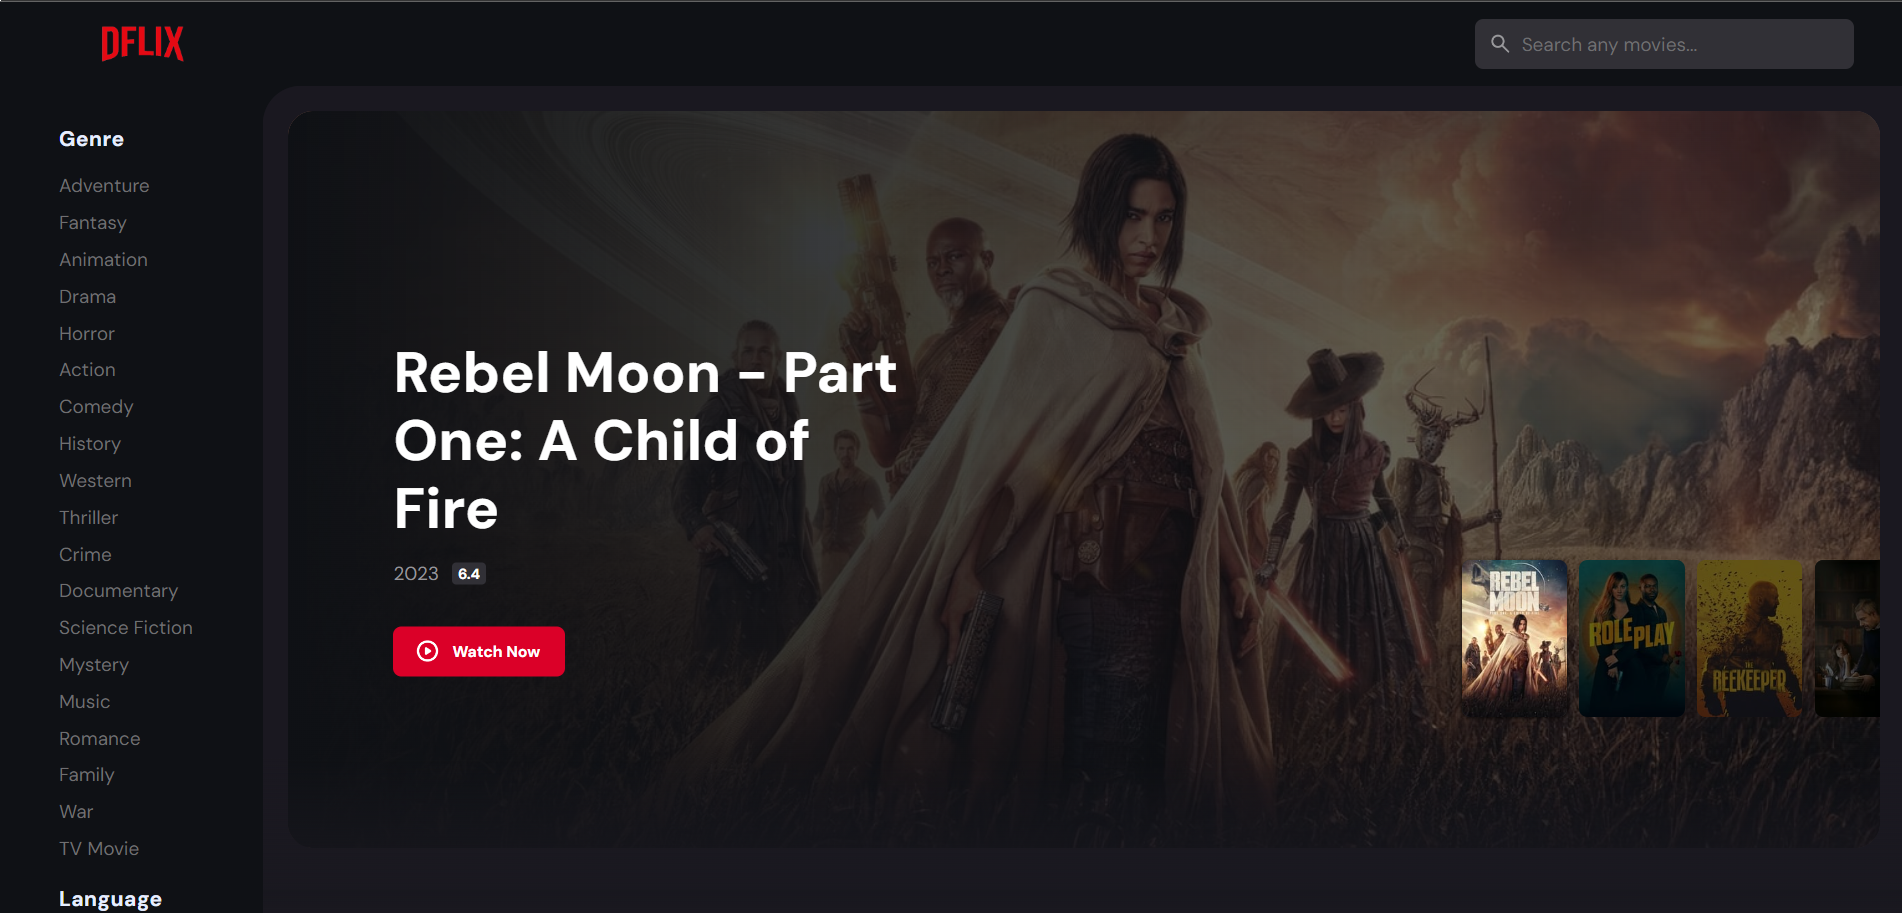 DFLIX
Search any movies...
Genre
Adventure
Fantasy
Animation
Drama
Horror
Action
Comedy
History
Western
Thriller
Crime
Documentary
Science Fiction
Mystery
Music
Romance
Family
War
TV Movie
Language
Rebel Moon - Part
One: A Child of
Fire
2023 6.4
Watch Now
REBEL
MOON
ROLE PLAY
THE
BEEKEEPER